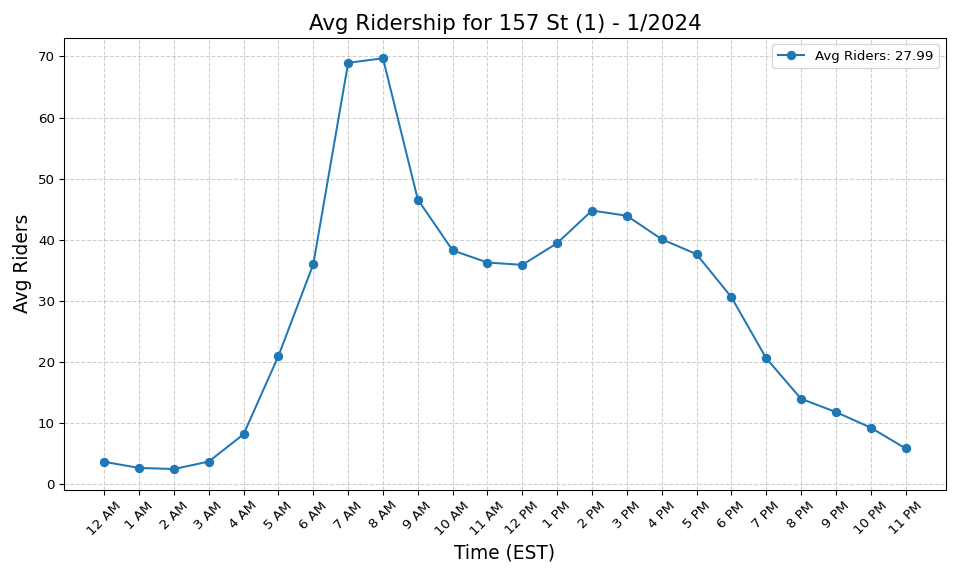 Avg Ridership for 157 St (1) - 1/2024
Avg Riders: 27.99
Avg Riders
70
60
50
40
30
20
10
0
12 AM
1 AM
2 AM
3 AM
4 AM
5 AM
6 AM
7 AM
8 AM
9 AM
10 AM
11 AM
12 PM
1 PM
2 PM
3 PM
4 PM
5 PM
6 PM
7 PM
8 PM
9 PM
10 PM
11 PM
Time (EST)